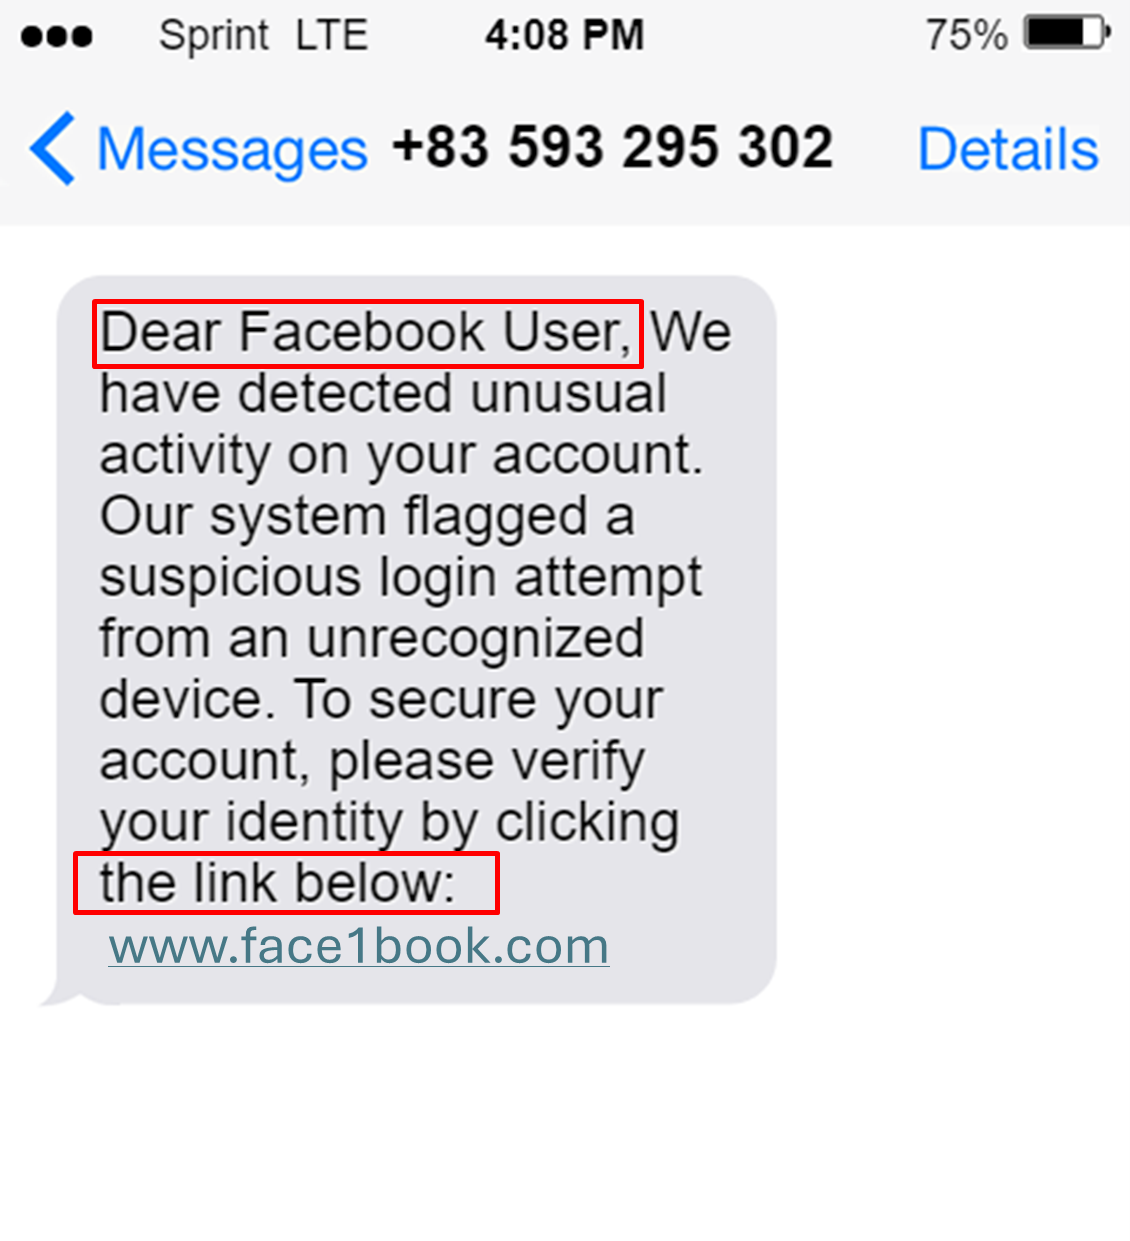 Sprint LTE 4:08 PM 75%
Messages +83 593 295 302 Details
Dear Facebook User, We
have detected unusual
activity on your account.
Our system flagged a
suspicious login attempt
from an unrecognized
device. To secure your
account, please verify
your identity by clicking
the link below:
www.face1book.com